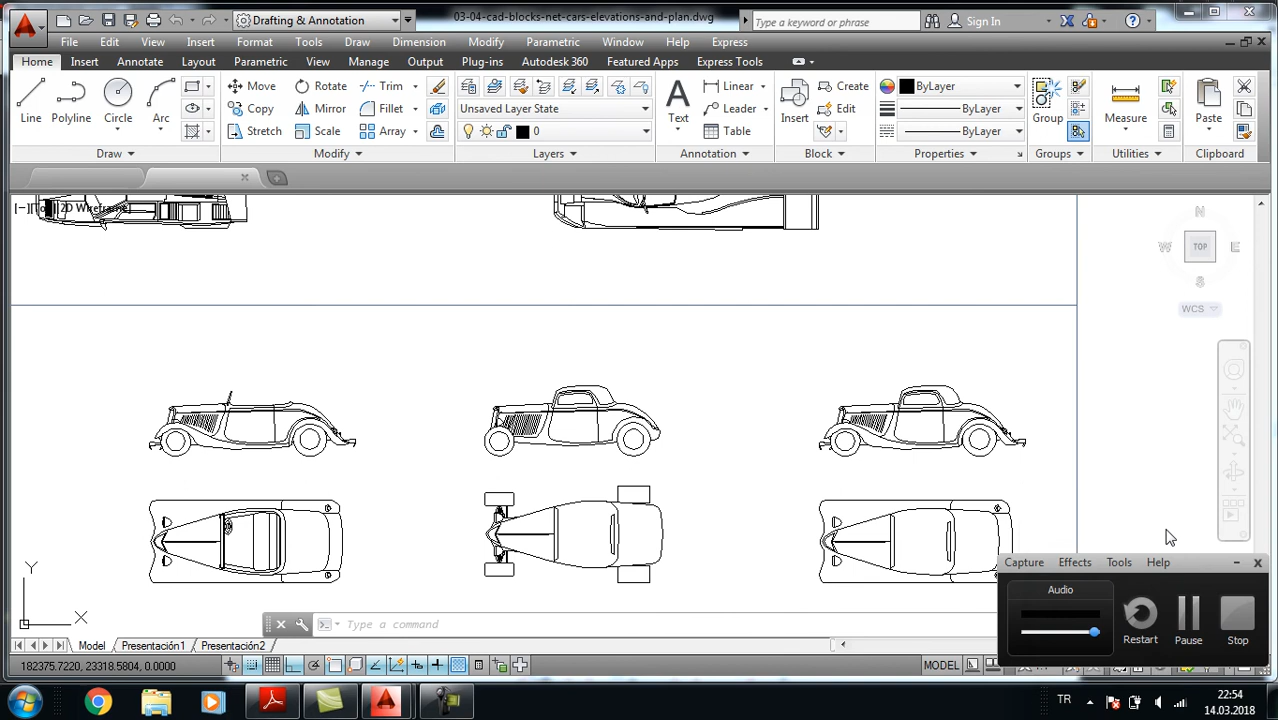 Drafting & Annotation
03-04-cad-blocks-net-cars-elevations-and-plan.dwg
Type a keyword or phrase
Sign In
File Edit View Insert Format Tools Draw Dimension Modify Parametric Window Help Express
Home Insert Annotate Layout Parametric View Manage Output Plug-ins Autodesk 360 Featured Apps Express Tools
Line Polyline Circle Arc
Move Rotate Trim
Copy Mirror Fillet
Stretch Scale Array
Unsaved Layer State
0
Text
Linear
Leader
Table
Insert
Create
Edit
ByLayer
ByLayer
ByLayer
Group
Measure
Paste
Draw Modify Layers Annotation Block Properties Groups Utilities Clipboard
[−][Top][2D Wireframe]
N
W TOP E
S
WCS
Y
X
Capture Effects Tools Help
Audio
Restart Pause Stop
Type a command
Model Presentación1 Presentación2
182375.7220, 23318.5804, 0.0000
MODEL
TR
22:54
14.03.2018